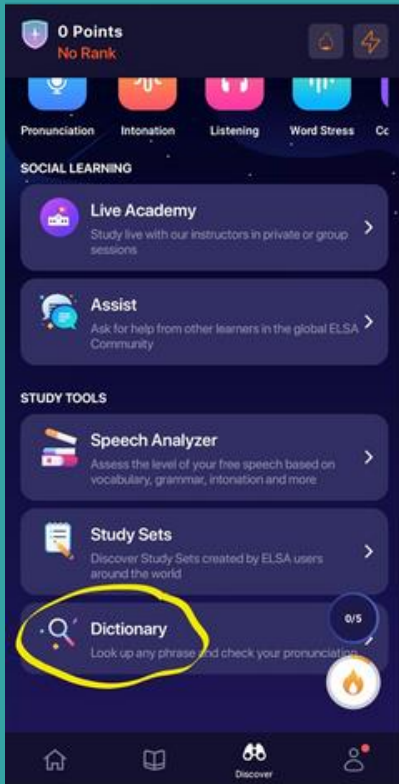 0 Points
No Rank
Pronunciation Intonation Listening Word Stress Cc
SOCIAL LEARNING
Live Academy
Study live with our instructors in private or group
sessions
Assist
Ask for help from other learners in the global ELSA
Community
STUDY TOOLS
Speech Analyzer
Assess the level of your free speech based on
vocabulary, grammar, intonation and more
Study Sets
Discover Study Sets created by ELSA users
around the world
0/5
Dictionary
Look up any phrase and check your pronunciation
Discover